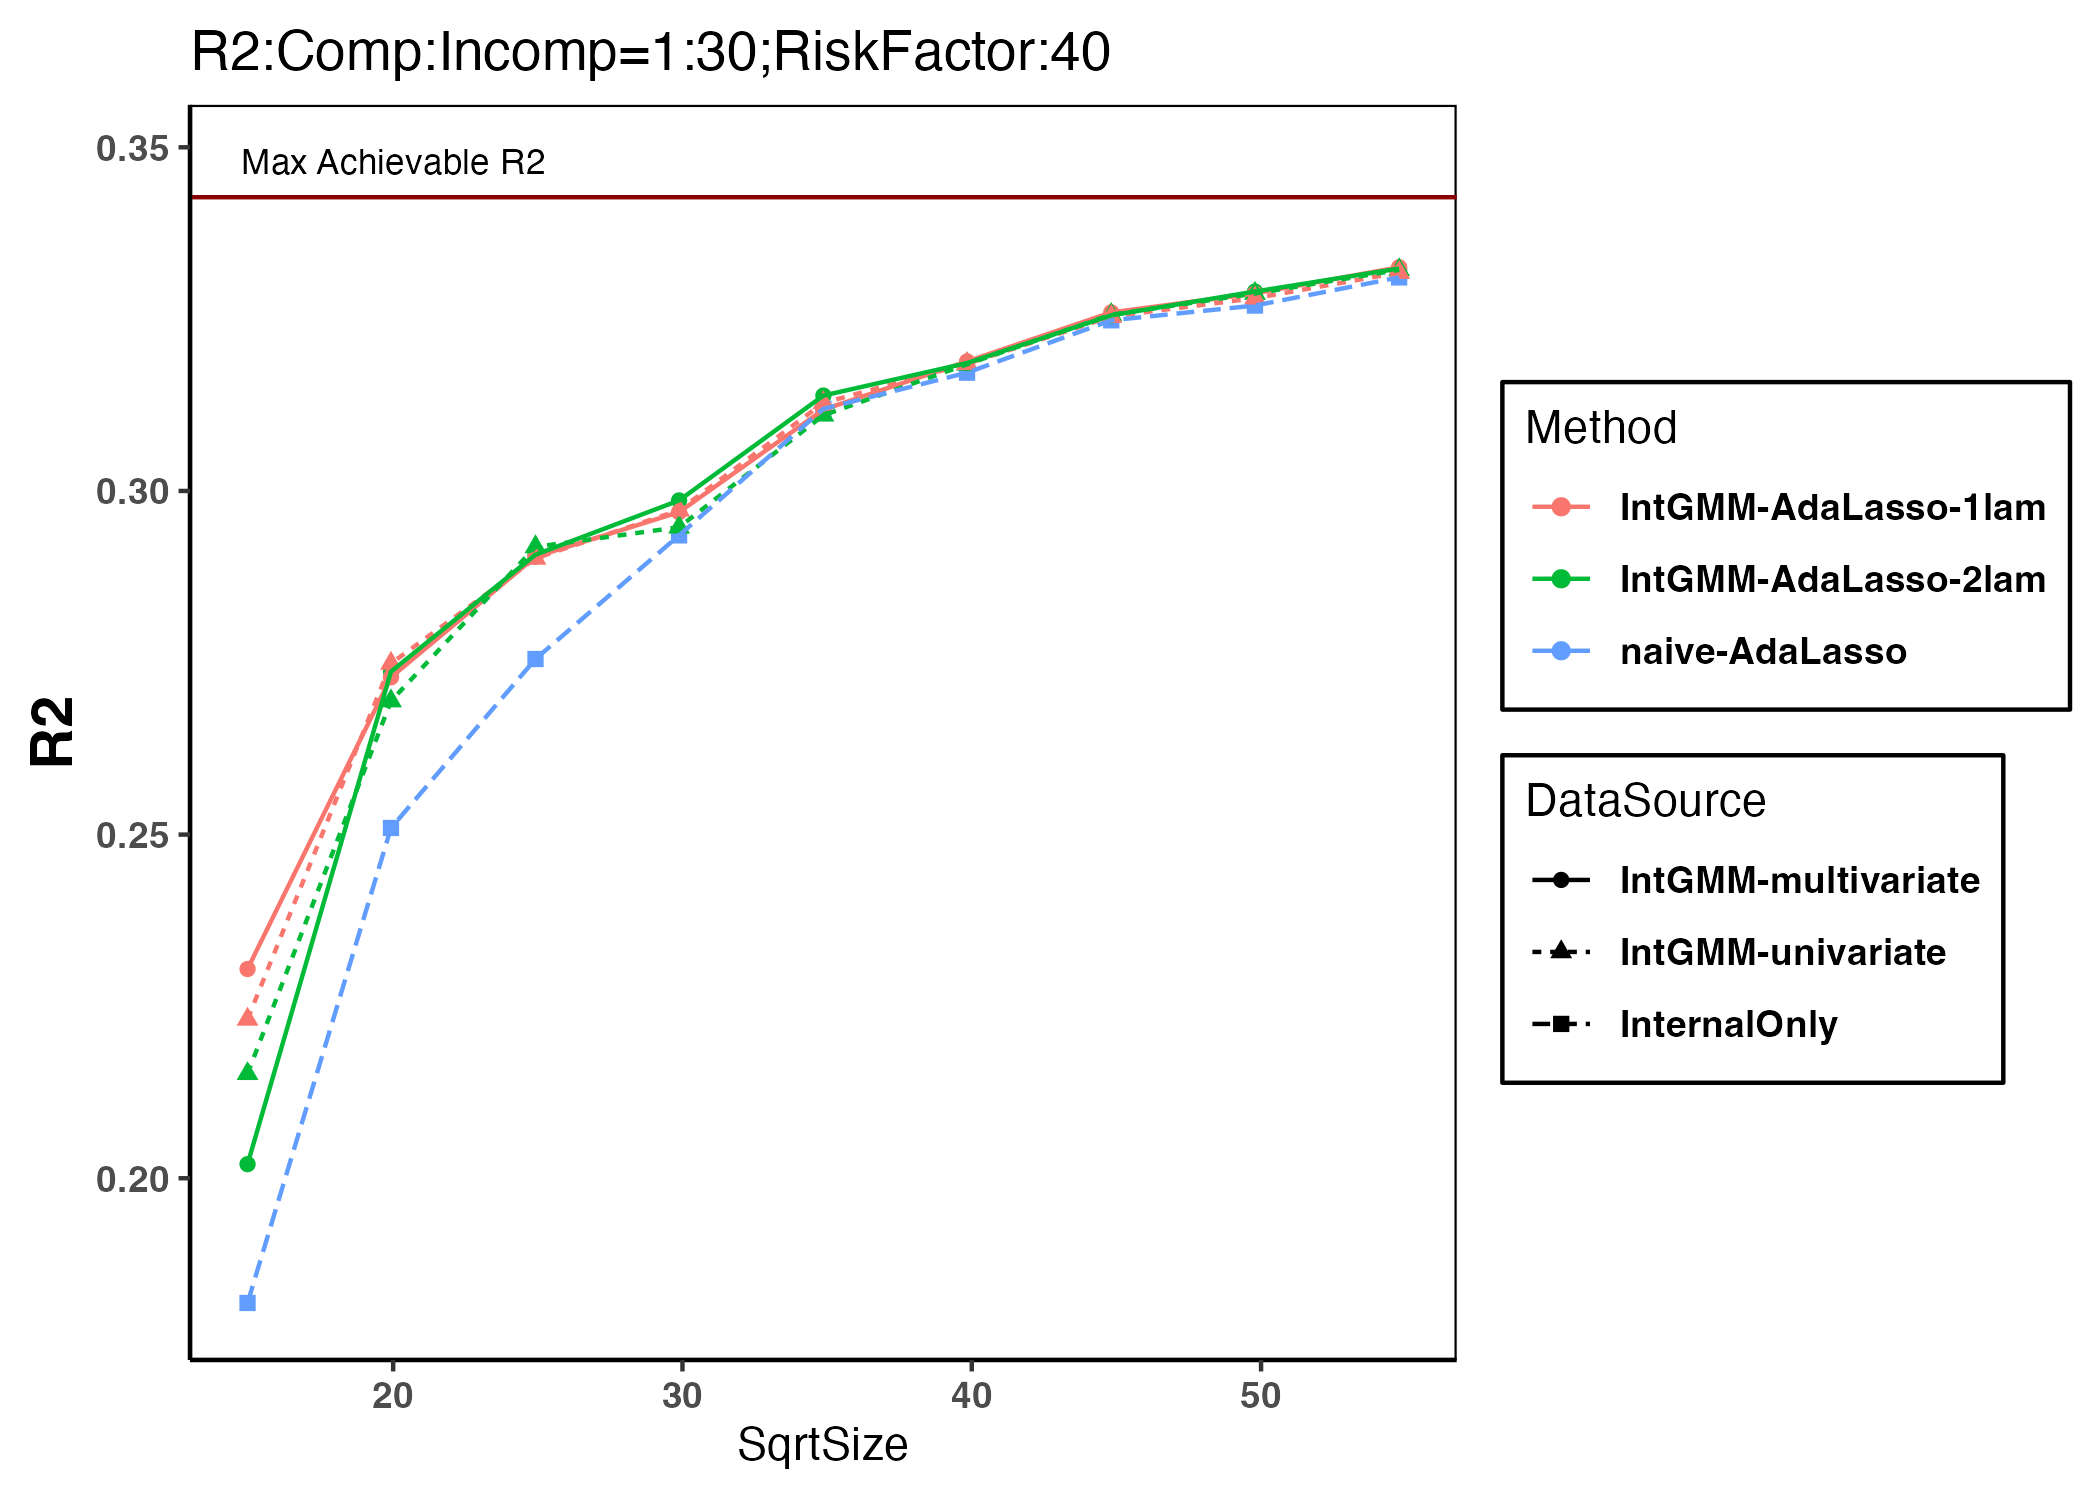 R2:Comp:Incomp=1:30;RiskFactor:40
Max Achievable R2
0.35
0.30
0.25
0.20
R2
20 30 40 50
SqrtSize
Method
IntGMM-AdaLasso-1lam
IntGMM-AdaLasso-2lam
naive-AdaLasso
DataSource
IntGMM-multivariate
IntGMM-univariate
InternalOnly